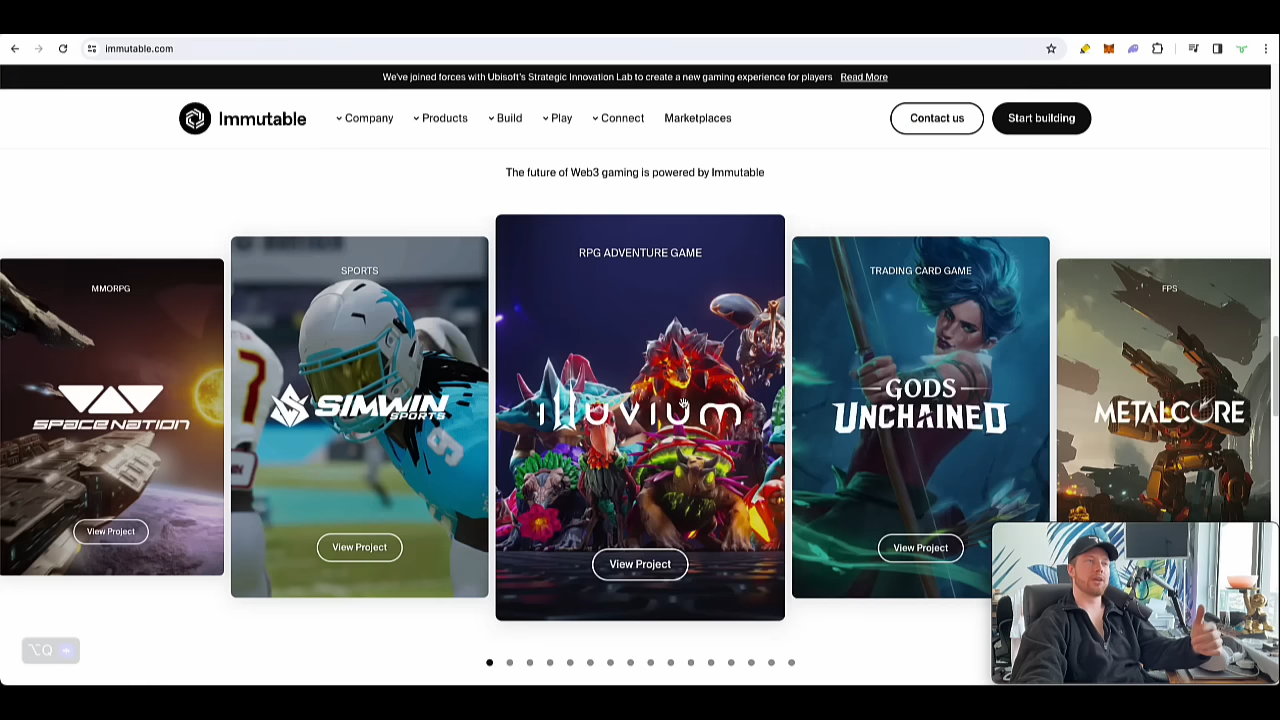 immutable.com
We've joined forces with Ubisoft's Strategic Innovation Lab to create a new gaming experience for players Read More
Immutable Company Products Build Play Connect Marketplaces Contact us Start building
The future of Web3 gaming is powered by Immutable
MMORPG
SPACE NATION
View Project
SPORTS
7
9
SIMWIN
SPORTS
View Project
RPG ADVENTURE GAME
illuvium
View Project
TRADING CARD GAME
GODS
UNCHAINED
View Project
FPS
METALCORE
⌥Q